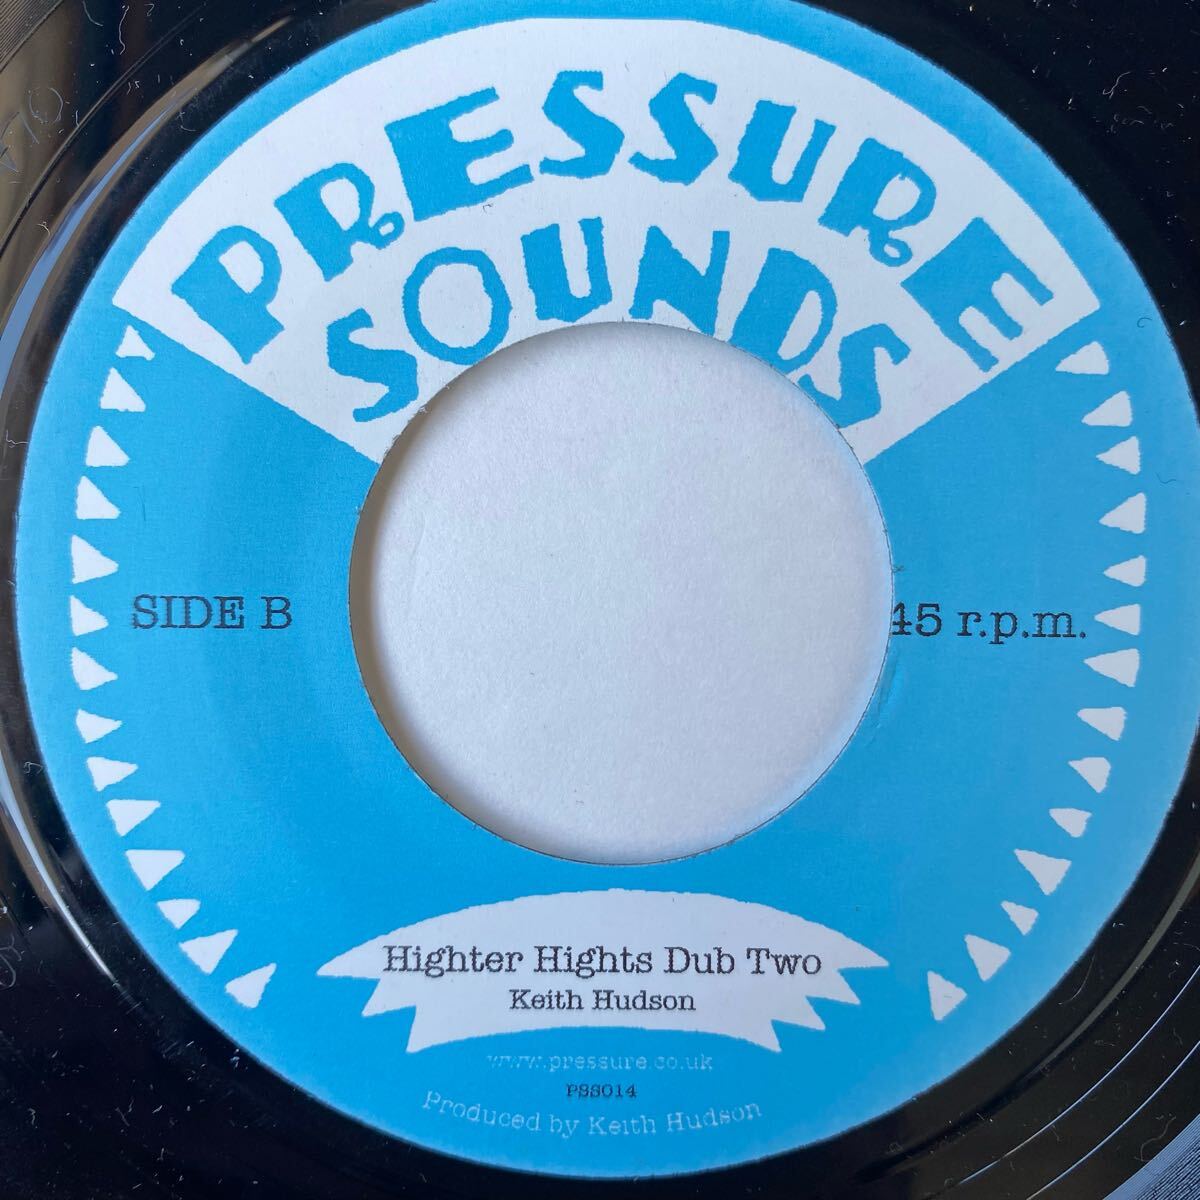 PRESSURE
SOUNDS
SIDE B
45 r.p.m.
Highter Hights Dub Two
Keith Hudson
www.pressure.co.uk
PSS014
Produced by Keith Hudson